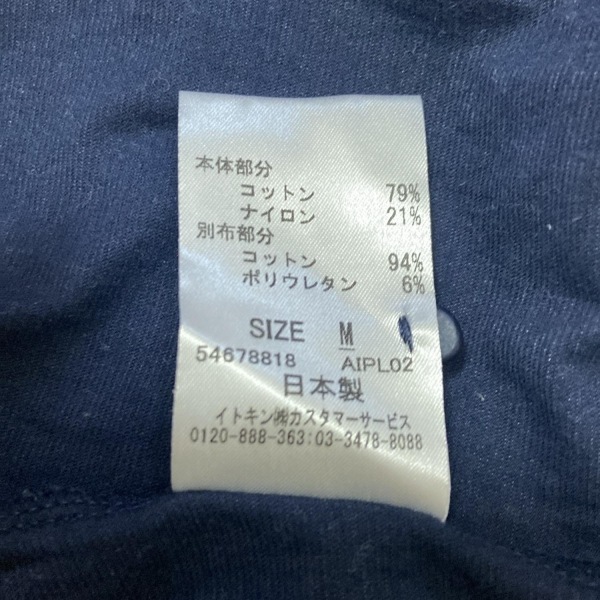 本体部分
コットン 79%
ナイロン 21%
別布部分
コットン 94%
ポリウレタン 6%
SIZE M
54678818 AIPL02
日本製
イトキン㈱カスタマーサービス
0120-888-363:03-3478-8088